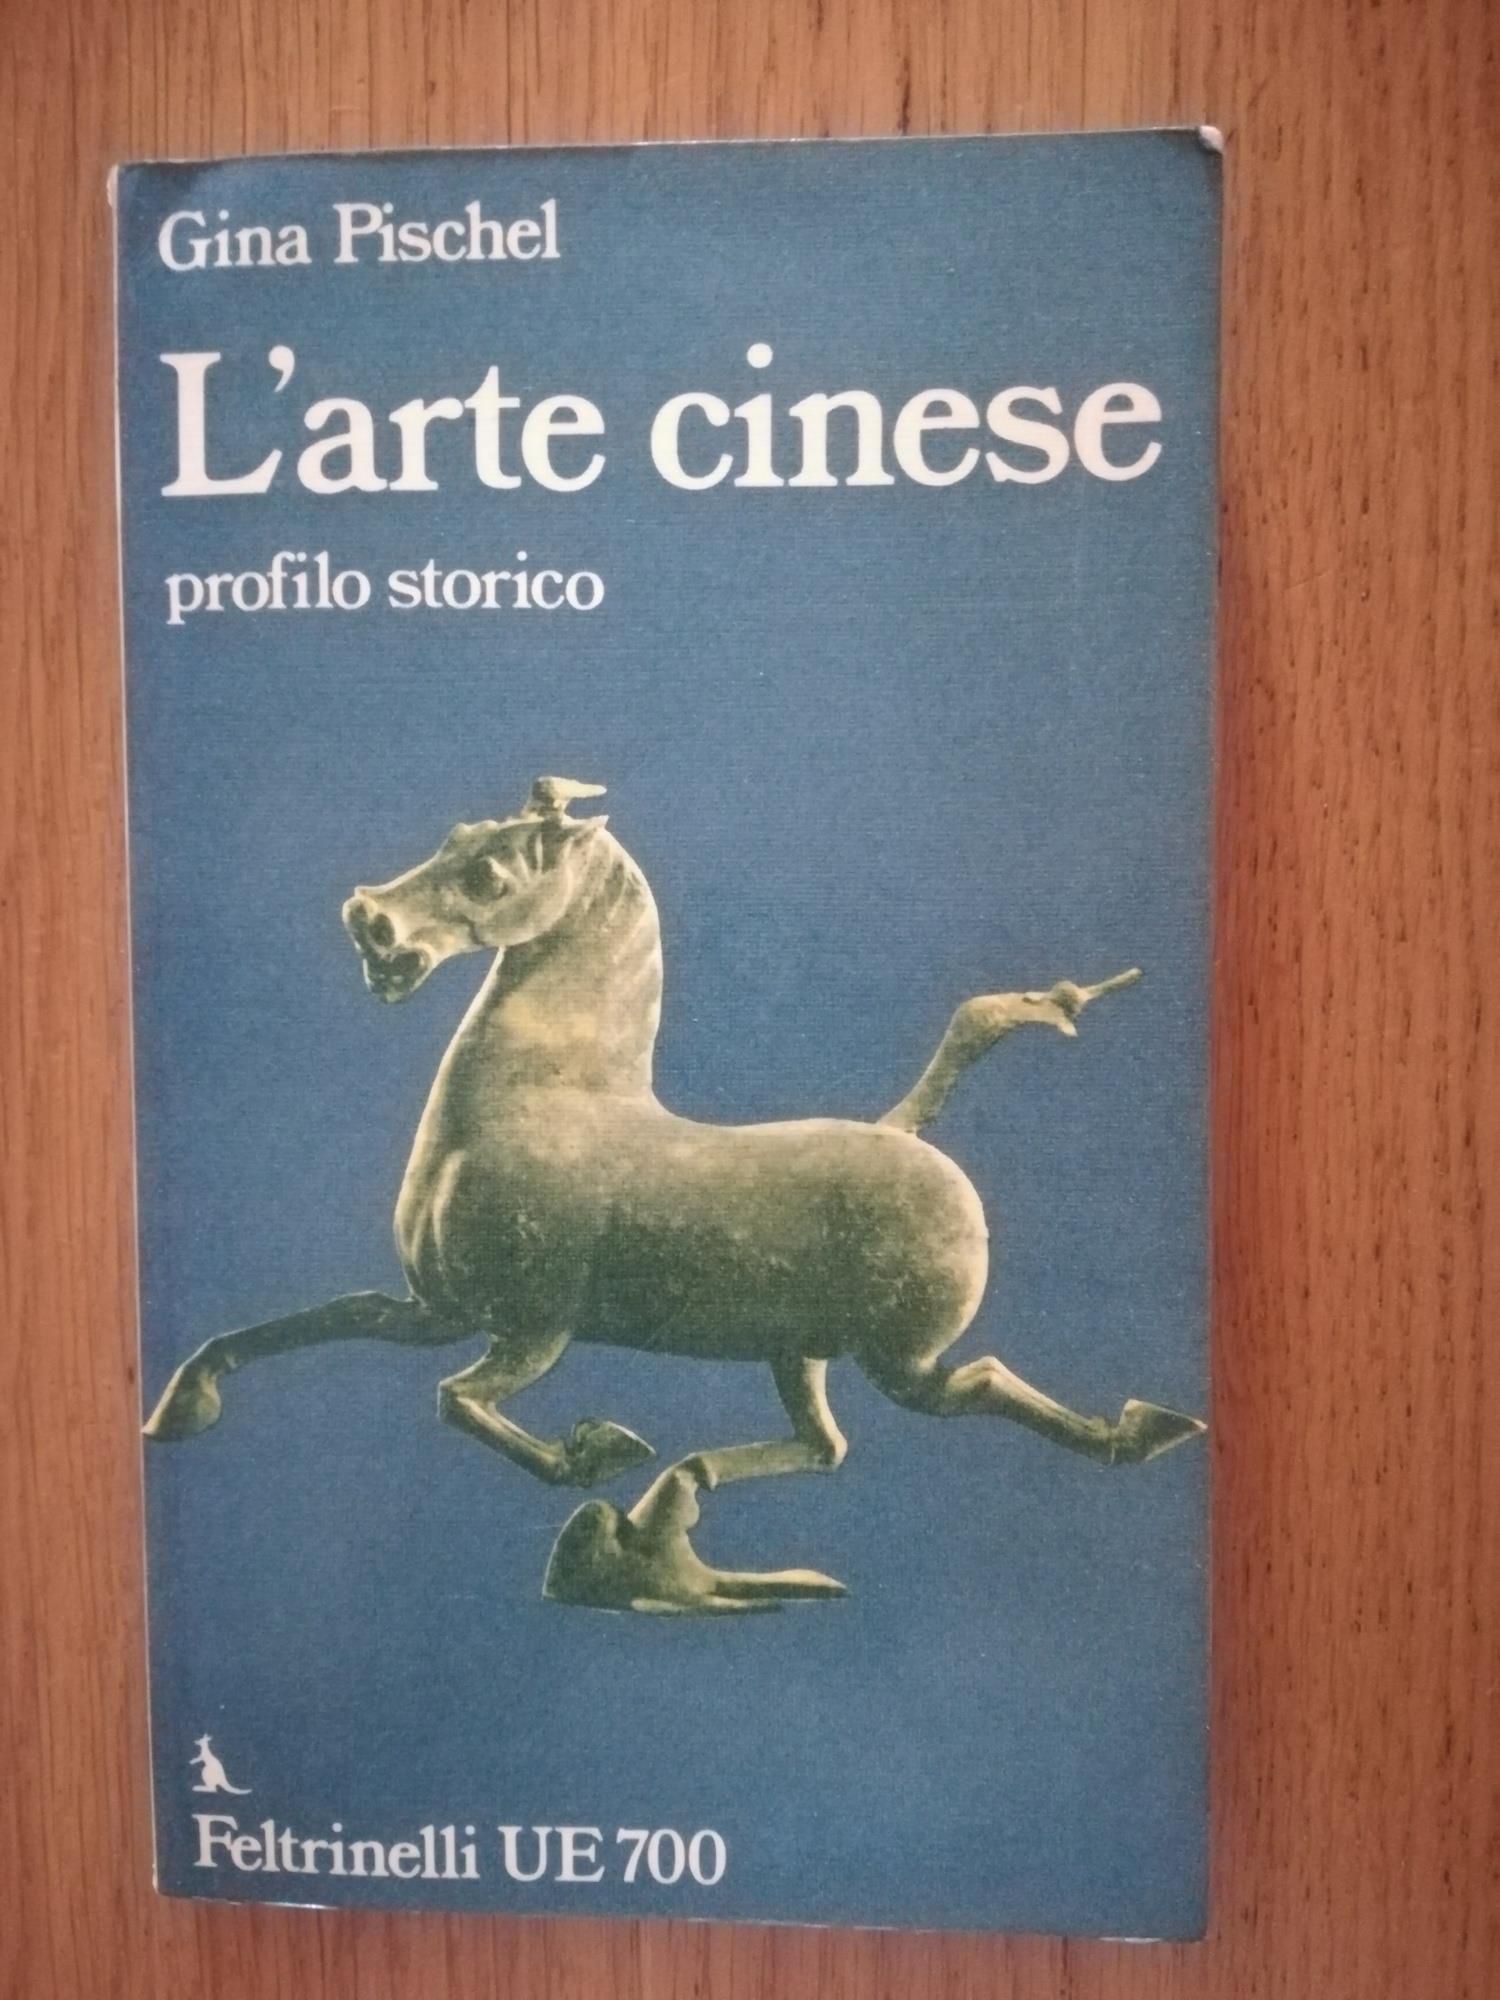 Gina Pischel
L'arte cinese
profilo storico
Feltrinelli UE 700